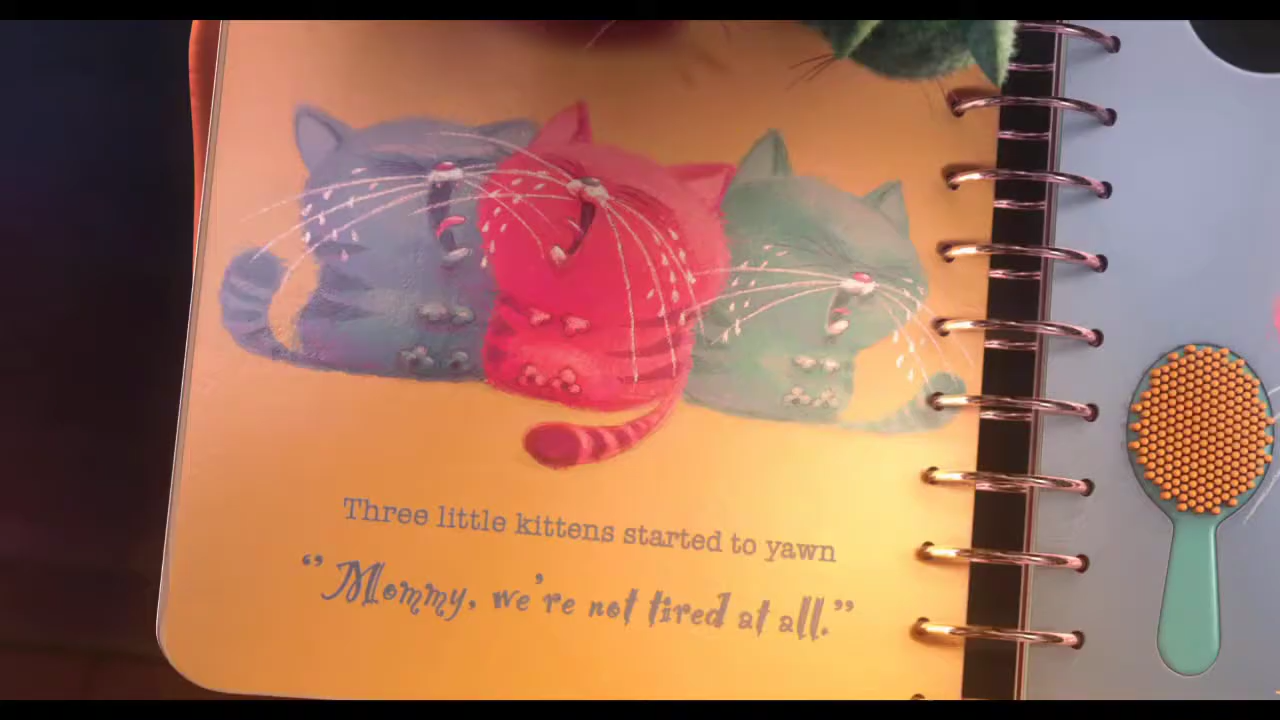 Three little kittens started to yawn
“Mommy, we're not tired at all.”